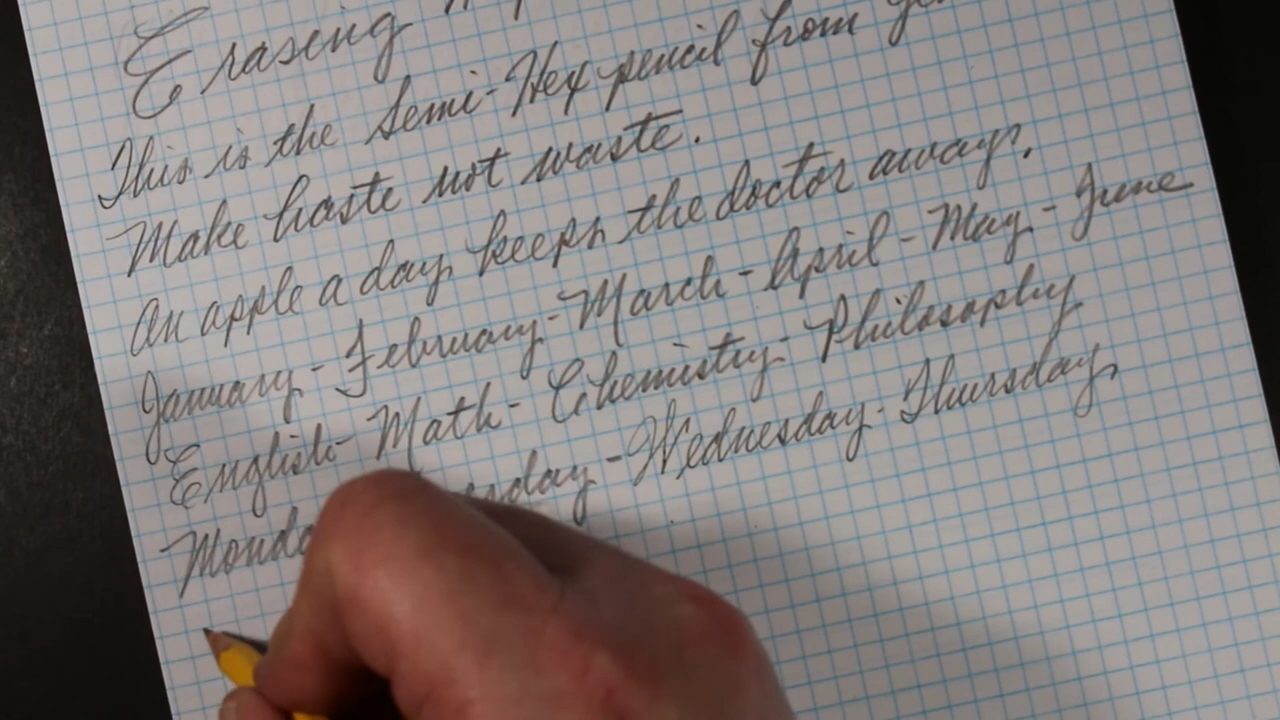 Erasing
This is the Semi-Hex pencil from
Make haste not waste.
An apple a day keeps the doctor away.
January - February - March - April - May - June
English - Math - Chemistry - Philosophy
Wednesday - Thursday,